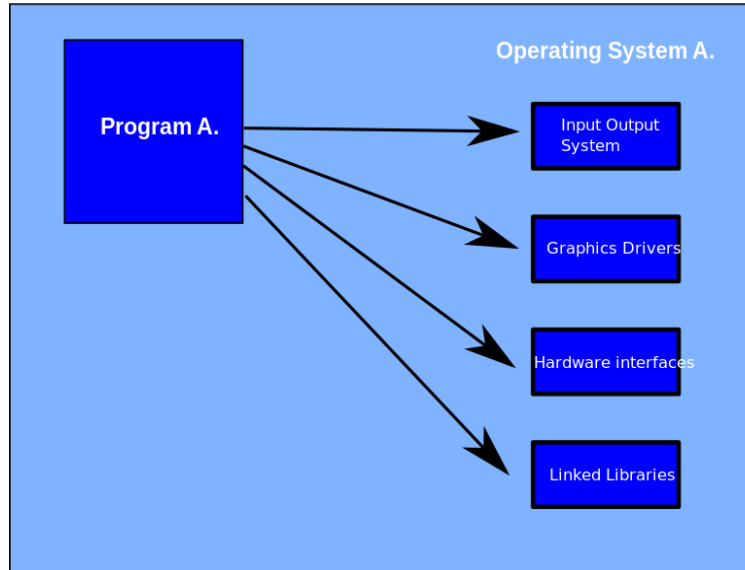 Operating System A.
Program A.
Input Output
System
Graphics Drivers
Hardware interfaces
Linked Libraries